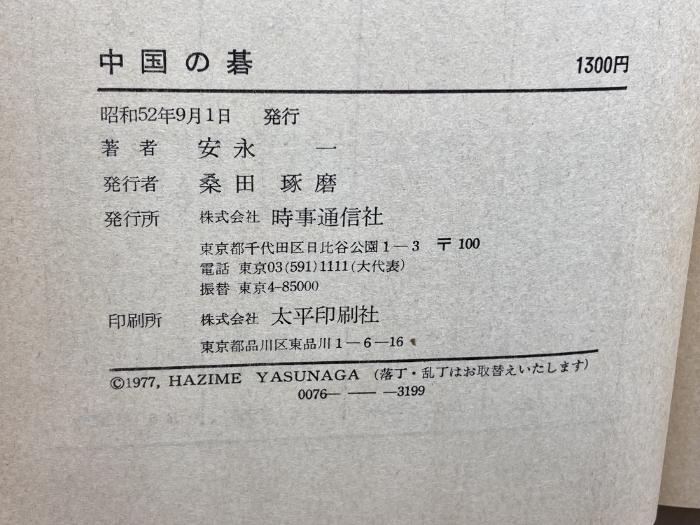 中国の碁 1300円
昭和52年9月1日 発行
著者 安永 一
発行者 桑田 琢磨
発行所 株式会社 時事通信社
東京都千代田区日比谷公園1―3 〒100
電話 東京03(591)1111(大代表)
振替 東京4-85000
印刷所 株式会社 太平印刷社
東京都品川区東品川1―6―16
©1977, HAZIME YASUNAGA (落丁・乱丁はお取替えいたします)
0076― ―― ―3199